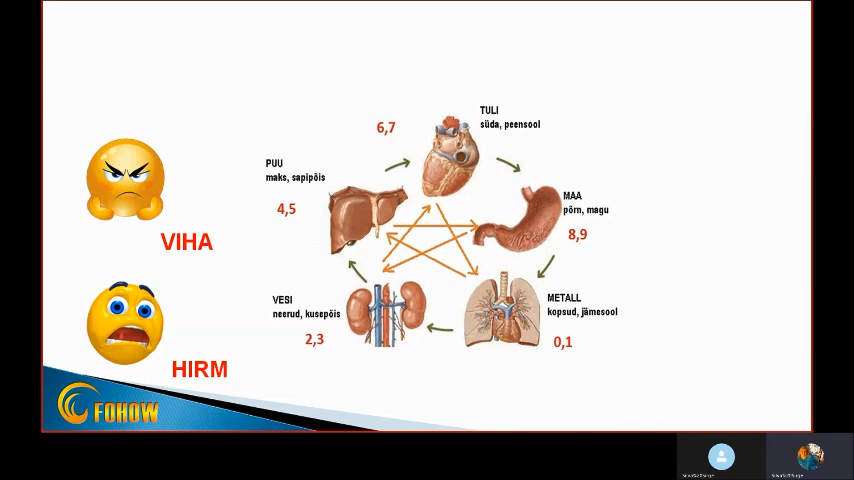 TULI
süda, peensool
6,7
PUU
maks, sapipõis
4,5
MAA
põrn, magu
8,9
VIHA
VESI
neerud, kusepõis
2,3
METALL
kopsud, jämesool
0,1
HIRM
FOHOW